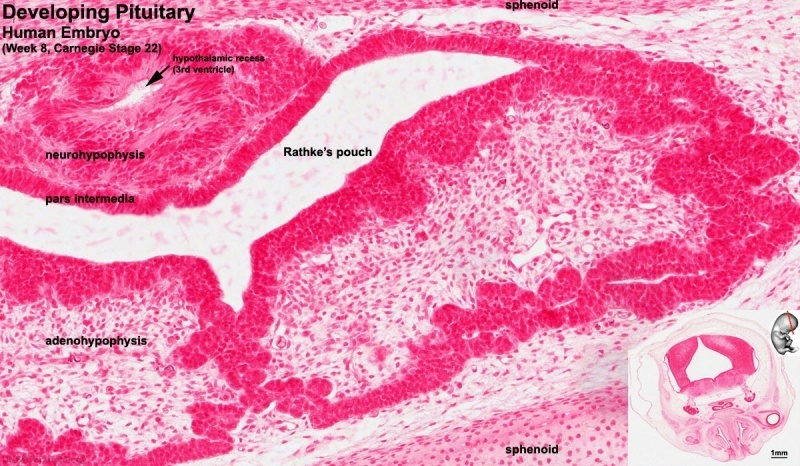 Developing Pituitary
Human Embryo
(Week 8, Carnegie Stage 22)
sphenoid
hypothalamic recess
(3rd ventricle)
neurohypophysis
Rathke's pouch
pars intermedia
adenohypophysis
sphenoid
1mm